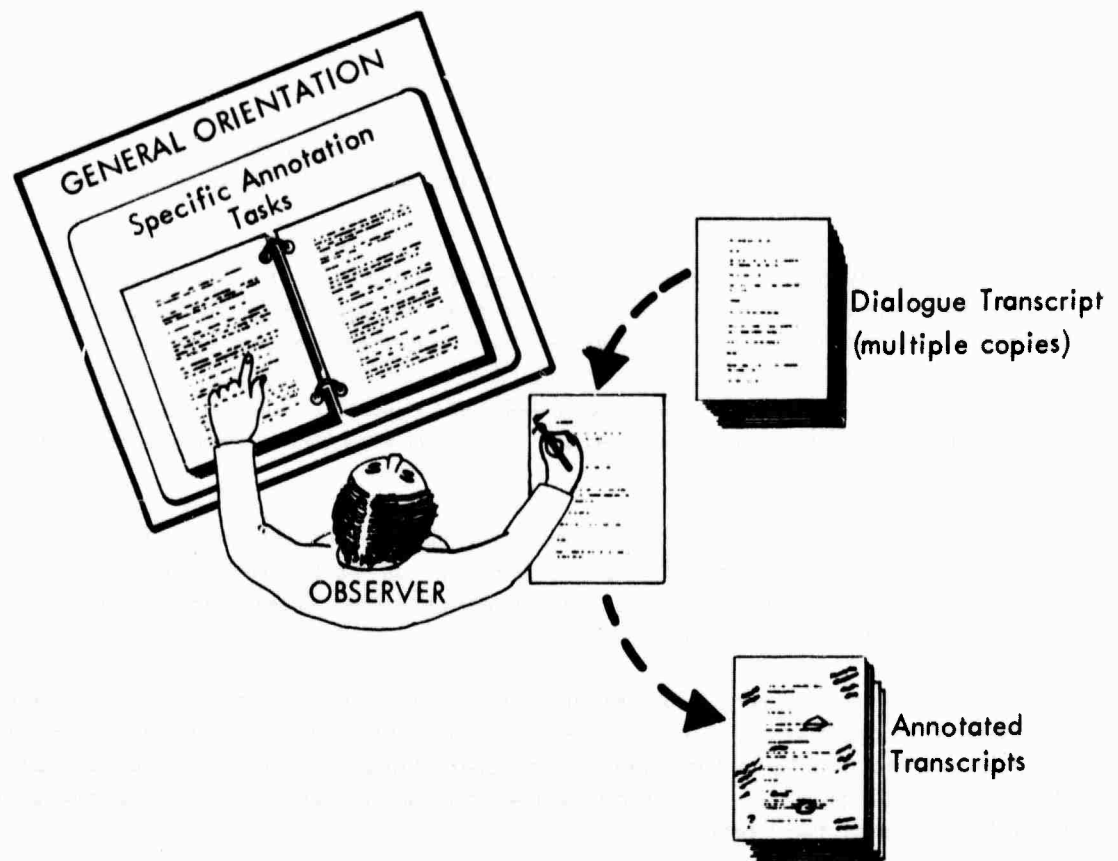 GENERAL ORIENTATION
Specific Annotation
Tasks
Dialogue Transcript
(multiple copies)
OBSERVER
Annotated
Transcripts
?